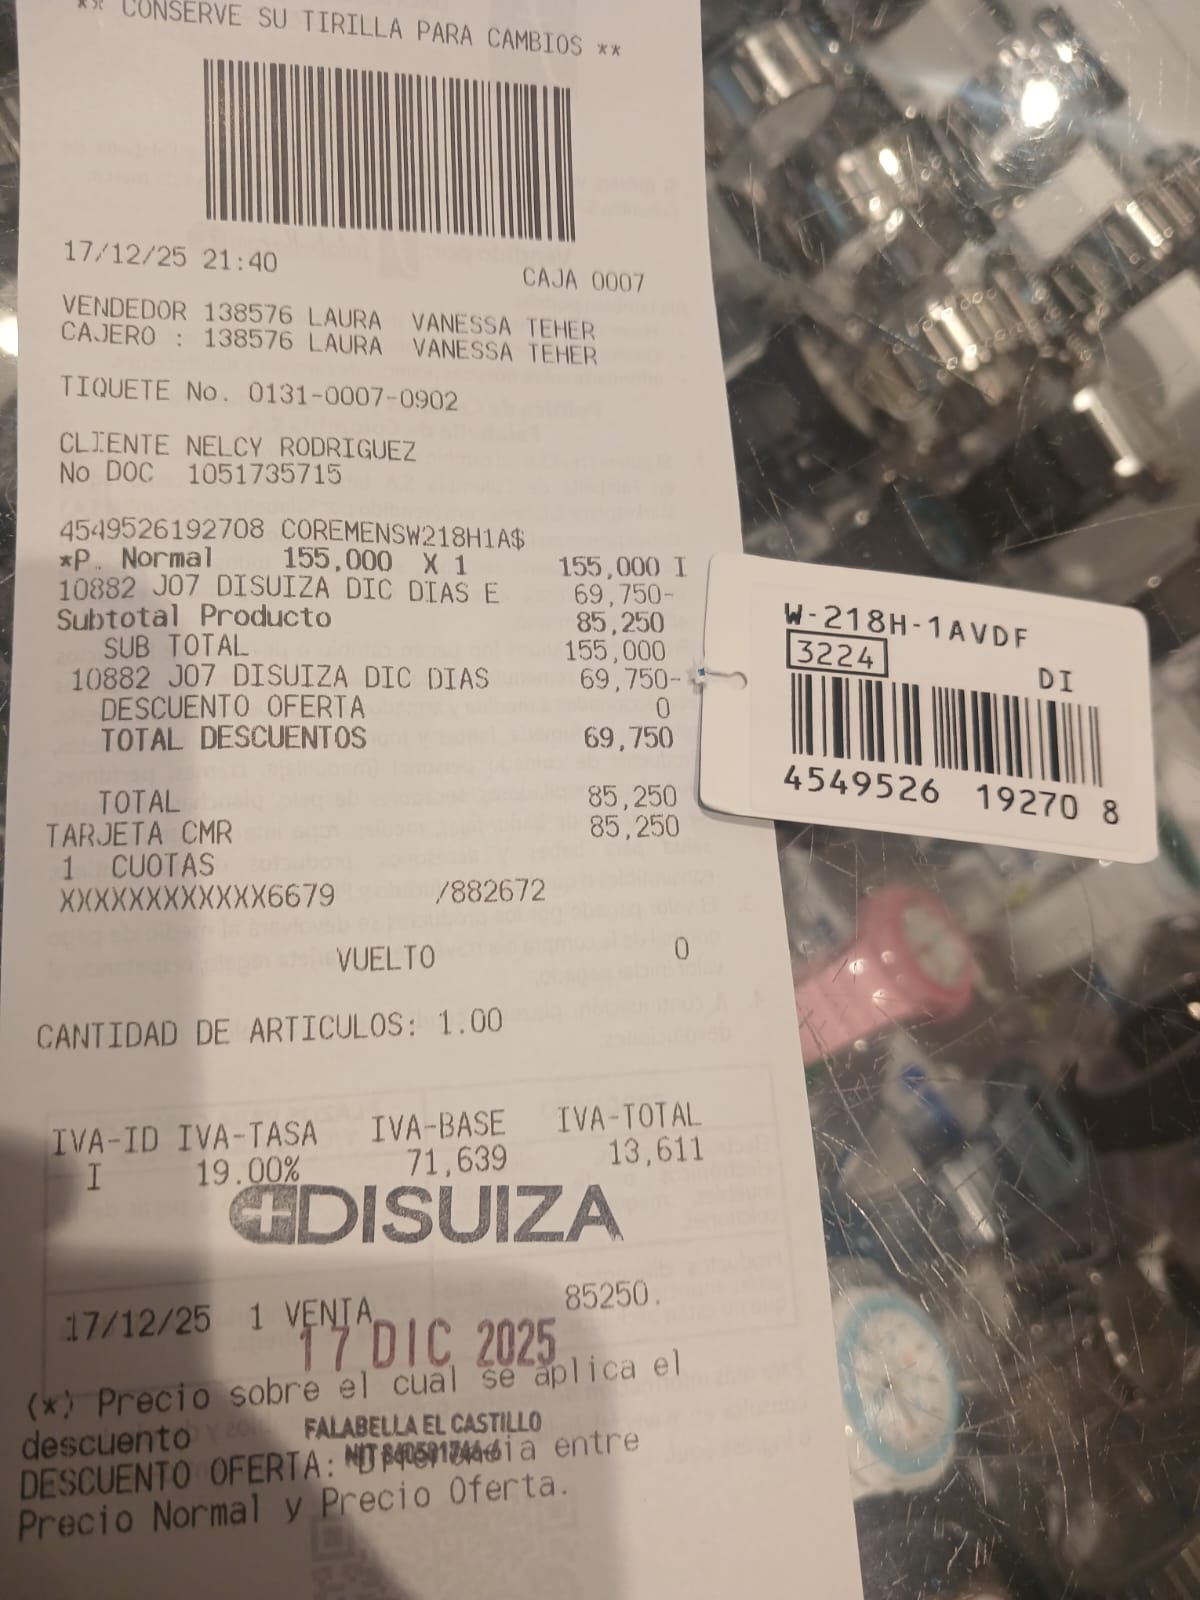 ** CONSERVE SU TIRILLA PARA CAMBIOS **
17/12/25 21:40 CAJA 0007
VENDEDOR 138576 LAURA VANESSA TEHER
CAJERO : 138576 LAURA VANESSA TEHER
TIQUETE No. 0131-0007-0902
CLIENTE NELCY RODRIGUEZ
No DOC 1051735715
4549526192708 COREMENSW218H1A$
*P. Normal 155,000 X 1 155,000 I
10882 J07 DISUIZA DIC DIAS E 69,750-
Subtotal Producto 85,250
SUB TOTAL 155,000
10882 J07 DISUIZA DIC DIAS 69,750-
DESCUENTO OFERTA 0
TOTAL DESCUENTOS 69,750
TOTAL 85,250
TARJETA CMR 85,250
1 CUOTAS
XXXXXXXXXXXX6679 /882672
VUELTO 0
CANTIDAD DE ARTICULOS: 1.00
IVA-ID IVA-TASA IVA-BASE IVA-TOTAL
I 19.00% 71,639 13,611
DISUIZA
17/12/25 1 VENTA 85250.
17 DIC 2025
(*) Precio sobre el cual se aplica el
descuento
FALABELLA EL CASTILLO
NIT
DESCUENTO OFERTA: entre
Precio Normal y Precio Oferta.
W-218H-1AVDF
3224
DI
4549526 19270 8